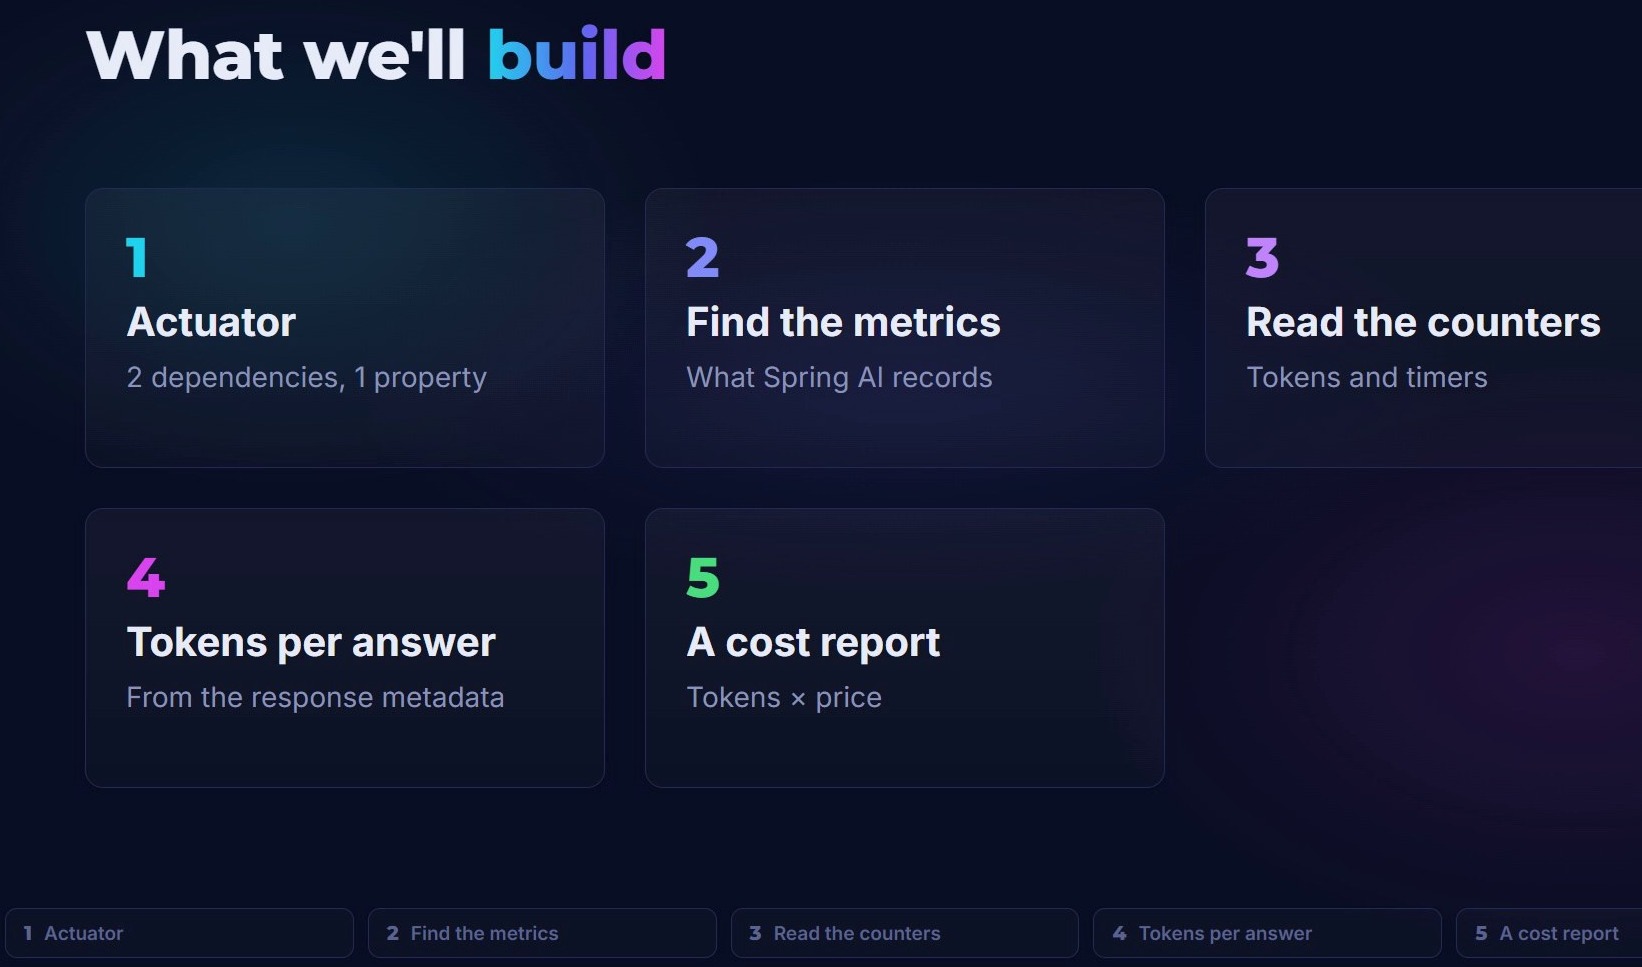 What we'll build
1
Actuator
2 dependencies, 1 property
2
Find the metrics
What Spring AI records
3
Read the counters
Tokens and timers
4
Tokens per answer
From the response metadata
5
A cost report
Tokens × price
1 Actuator
2 Find the metrics
3 Read the counters
4 Tokens per answer
5 A cost report